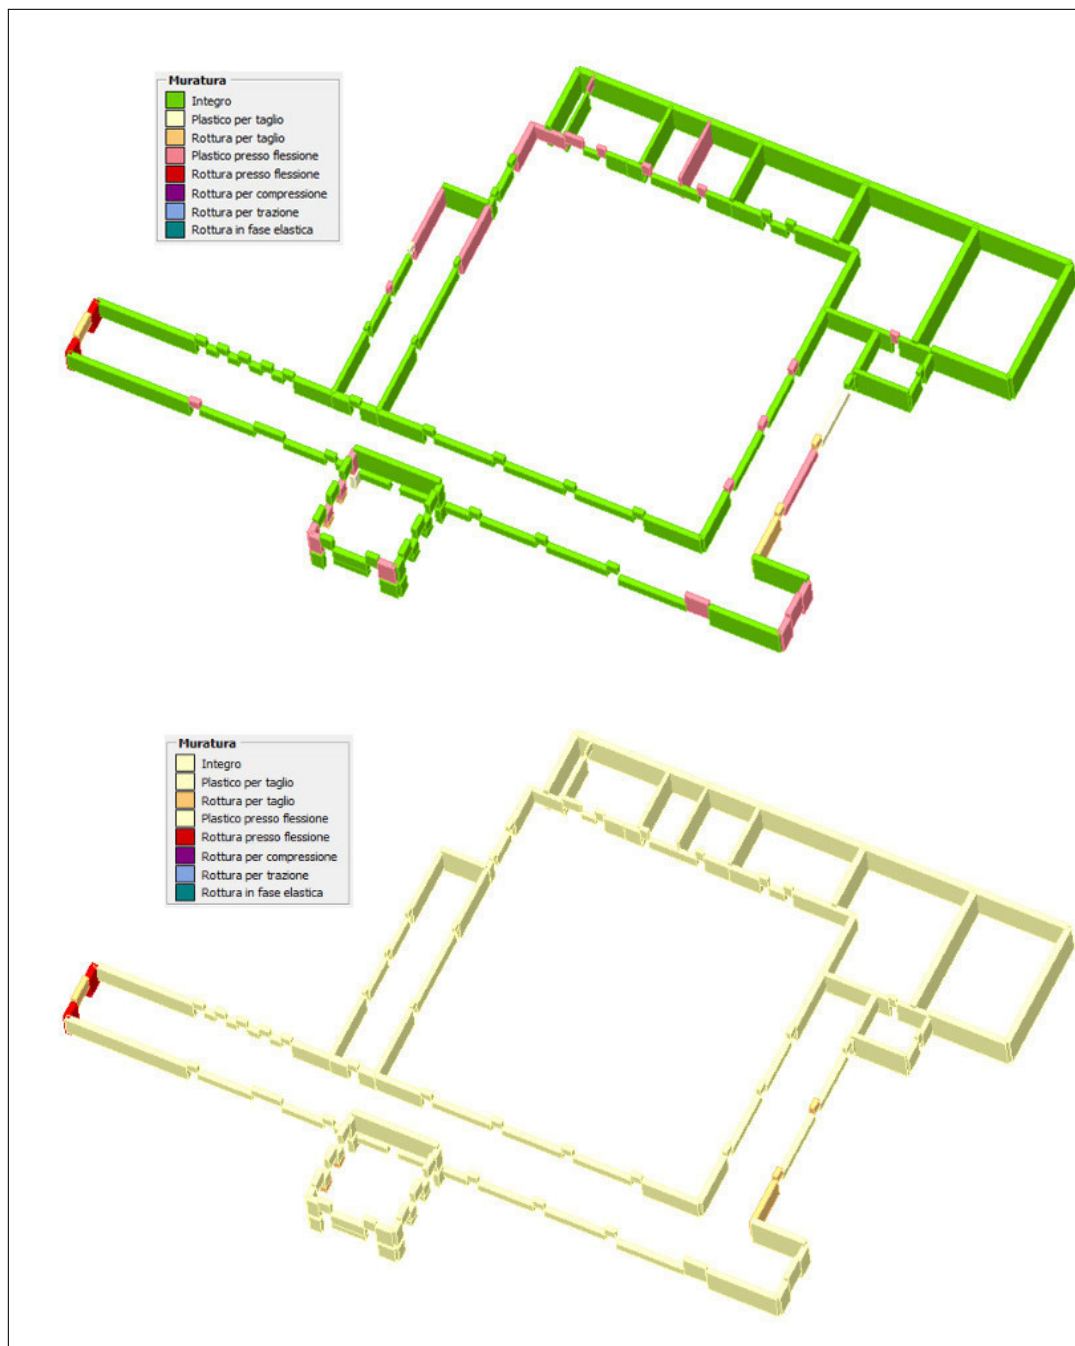 Muratura
Integro
Plastico per taglio
Rottura per taglio
Plastico presso flessione
Rottura presso flessione
Rottura per compressione
Rottura per trazione
Rottura in fase elastica
Muratura
Integro
Plastico per taglio
Rottura per taglio
Plastico presso flessione
Rottura presso flessione
Rottura per compressione
Rottura per trazione
Rottura in fase elastica